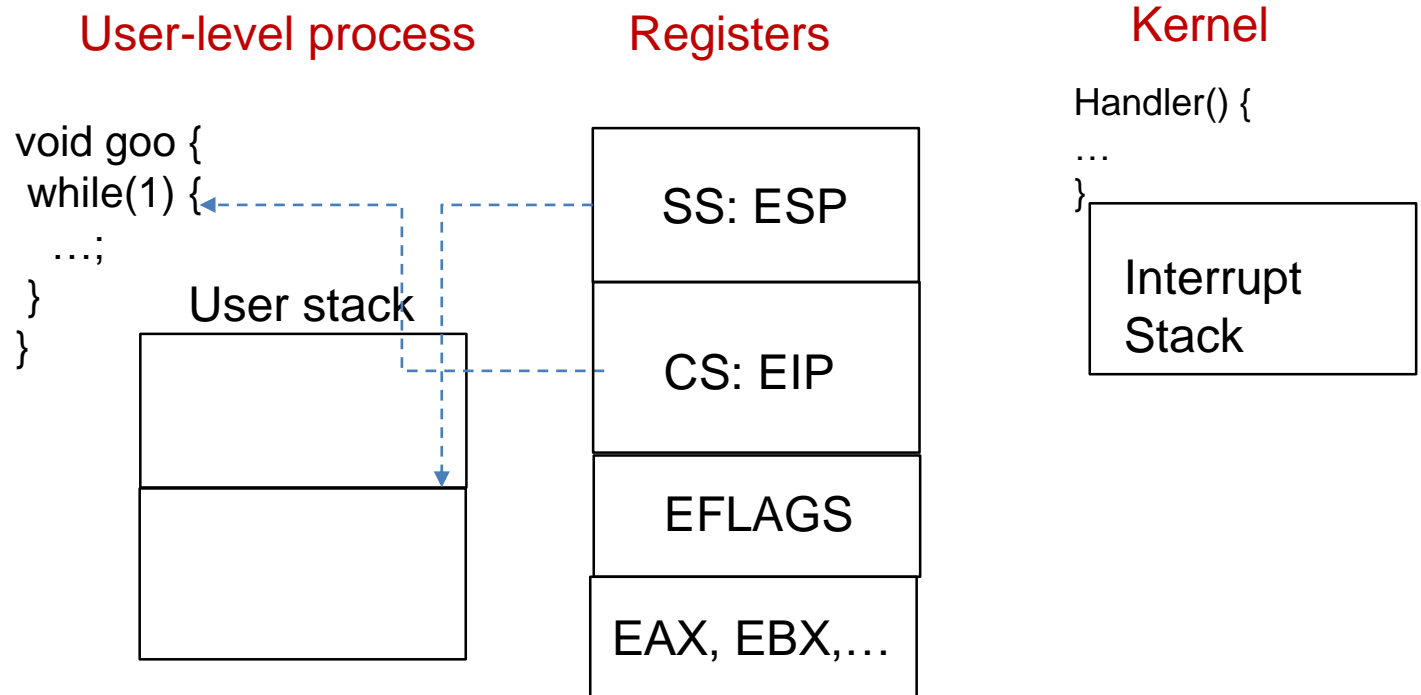 User-level process
Registers
Kernel
void goo {
while(1) {
…;
}
}
User stack
SS: ESP
CS: EIP
EFLAGS
EAX, EBX,…
Handler() {
…
}
Interrupt
Stack